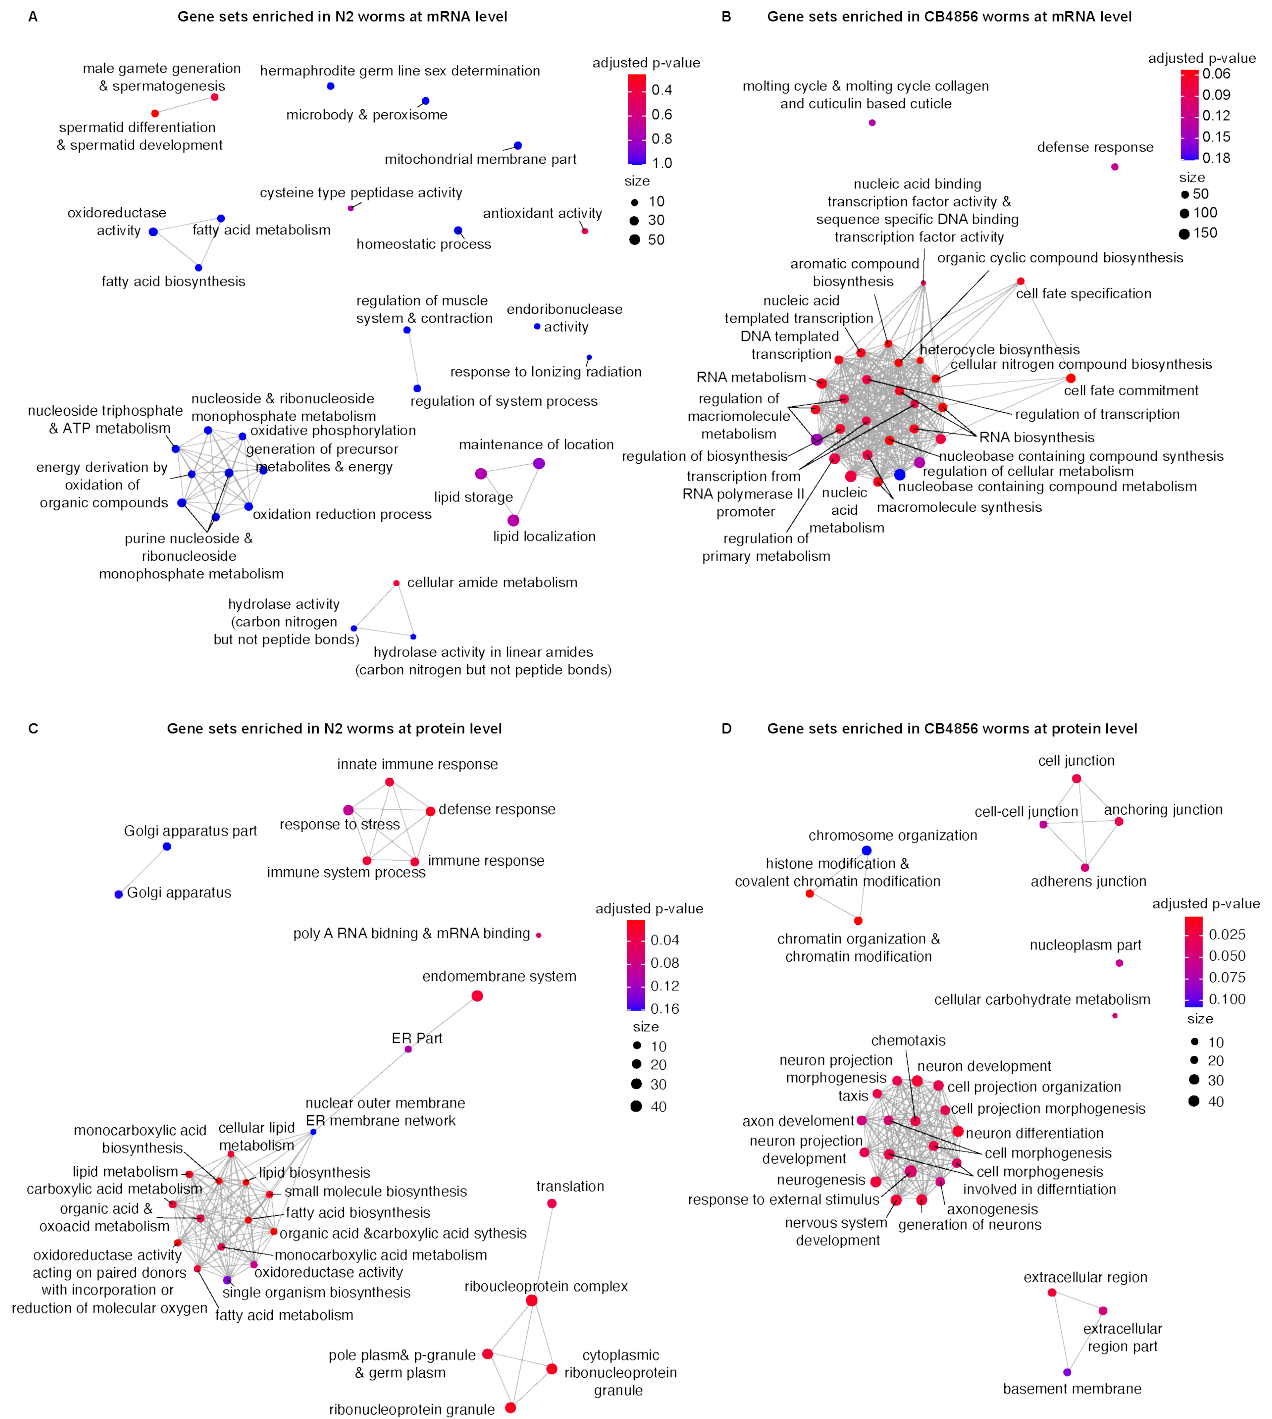 A
Gene sets enriched in N2 worms at mRNA level
male gamete generation
& spermatogenesis
spermatid differentiation
& spermatid development
hermaphrodite germ line sex determination
microbody & peroxisome
mitochondrial membrane part
cysteine type peptidase activity
antioxidant activity
homeostatic process
oxidoreductase
activity
fatty acid metabolism
fatty acid biosynthesis
adjusted p-value
0.4
0.6
0.8
1.0
size
10
30
50
regulation of muscle
system & contraction
endoribonuclease
activity
response to Ionizing radiation
regulation of system process
nucleoside & ribonucleoside
monophosphate metabolism
nucleoside triphosphate
& ATP metabolism
oxidative phosphorylation
generation of precursor
metabolites & energy
energy derivation by
oxidation of
organic compounds
oxidation reduction process
purine nucleoside &
ribonucleoside
monophosphate metabolism
maintenance of location
lipid storage
lipid localization
cellular amide metabolism
hydrolase activity
(carbon nitrogen
but not peptide bonds)
hydrolase activity in linear amides
(carbon nitrogen but not peptide bonds)
B
Gene sets enriched in CB4856 worms at mRNA level
molting cycle & molting cycle collagen
and cuticulin based cuticle
defense response
adjusted p-value
0.06
0.09
0.12
0.15
0.18
size
50
100
150
nucleic acid binding
transcription factor activity &
sequence specific DNA binding
transcription factor activity
organic cyclic compound biosynthesis
aromatic compound
biosynthesis
cell fate specification
nucleic acid
templated transcription
DNA templated
transcription
heterocycle biosynthesis
cellular nitrogen compound biosynthesis
RNA metabolism
cell fate commitment
regulation of
macriomolecule
metabolism
regulation of transcription
RNA biosynthesis
regulation of biosynthesis
nucleobase containing compound synthesis
regulation of cellular metabolism
transcription from
RNA polymerase II
promoter
nucleobase containing compound metabolism
nucleic
acid
metabolism
macromolecule synthesis
regrulation of
primary metabolism
C
Gene sets enriched in N2 worms at protein level
innate immune response
defense response
response to stress
immune response
immune system process
Golgi apparatus part
Golgi apparatus
poly A RNA bidning & mRNA binding
endomembrane system
ER Part
nuclear outer membrane
ER membrane network
adjusted p-value
0.04
0.08
0.12
0.16
size
10
20
30
40
monocarboxylic acid
biosynthesis
cellular lipid
metabolism
lipid metabolism
lipid biosynthesis
carboxylic acid metabolism
small molecule biosynthesis
organic acid &
oxoacid metabolism
fatty acid biosynthesis
organic acid &carboxylic acid sythesis
monocarboxylic acid metabolism
oxidoreductase activity
acting on paired donors
with incorporation or
reduction of molecular oxygen
oxidoreductase activity
single organism biosynthesis
fatty acid metabolism
translation
riboucleoprotein complex
pole plasm& p-granule
& germ plasm
cytoplasmic
ribonucleoprotein
granule
ribonucleoprotein granule
D
Gene sets enriched in CB4856 worms at protein level
cell junction
cell-cell junction
anchoring junction
adherens junction
chromosome organization
histone modification &
covalent chromatin modification
chromatin organization &
chromatin modification
nucleoplasm part
cellular carbohydrate metabolism
adjusted p-value
0.025
0.050
0.075
0.100
size
10
20
30
40
chemotaxis
neuron projection
morphogenesis
neuron development
taxis
cell projection organization
cell projection morphogenesis
axon develoment
neuron differentiation
neuron projection
development
cell morphogenesis
cell morphogenesis
involved in differntiation
neurogenesis
response to external stimulus
axonogenesis
nervous system
development
generation of neurons
extracellular region
extracellular
region part
basement membrane